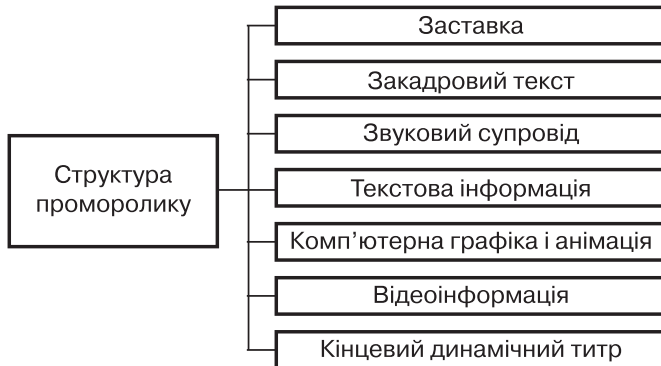 Структура
проморолику
Заставка
Закадровий текст
Звуковий супровід
Текстова інформація
Комп’ютерна графіка і анімація
Відеоінформація
Кінцевий динамічний титр